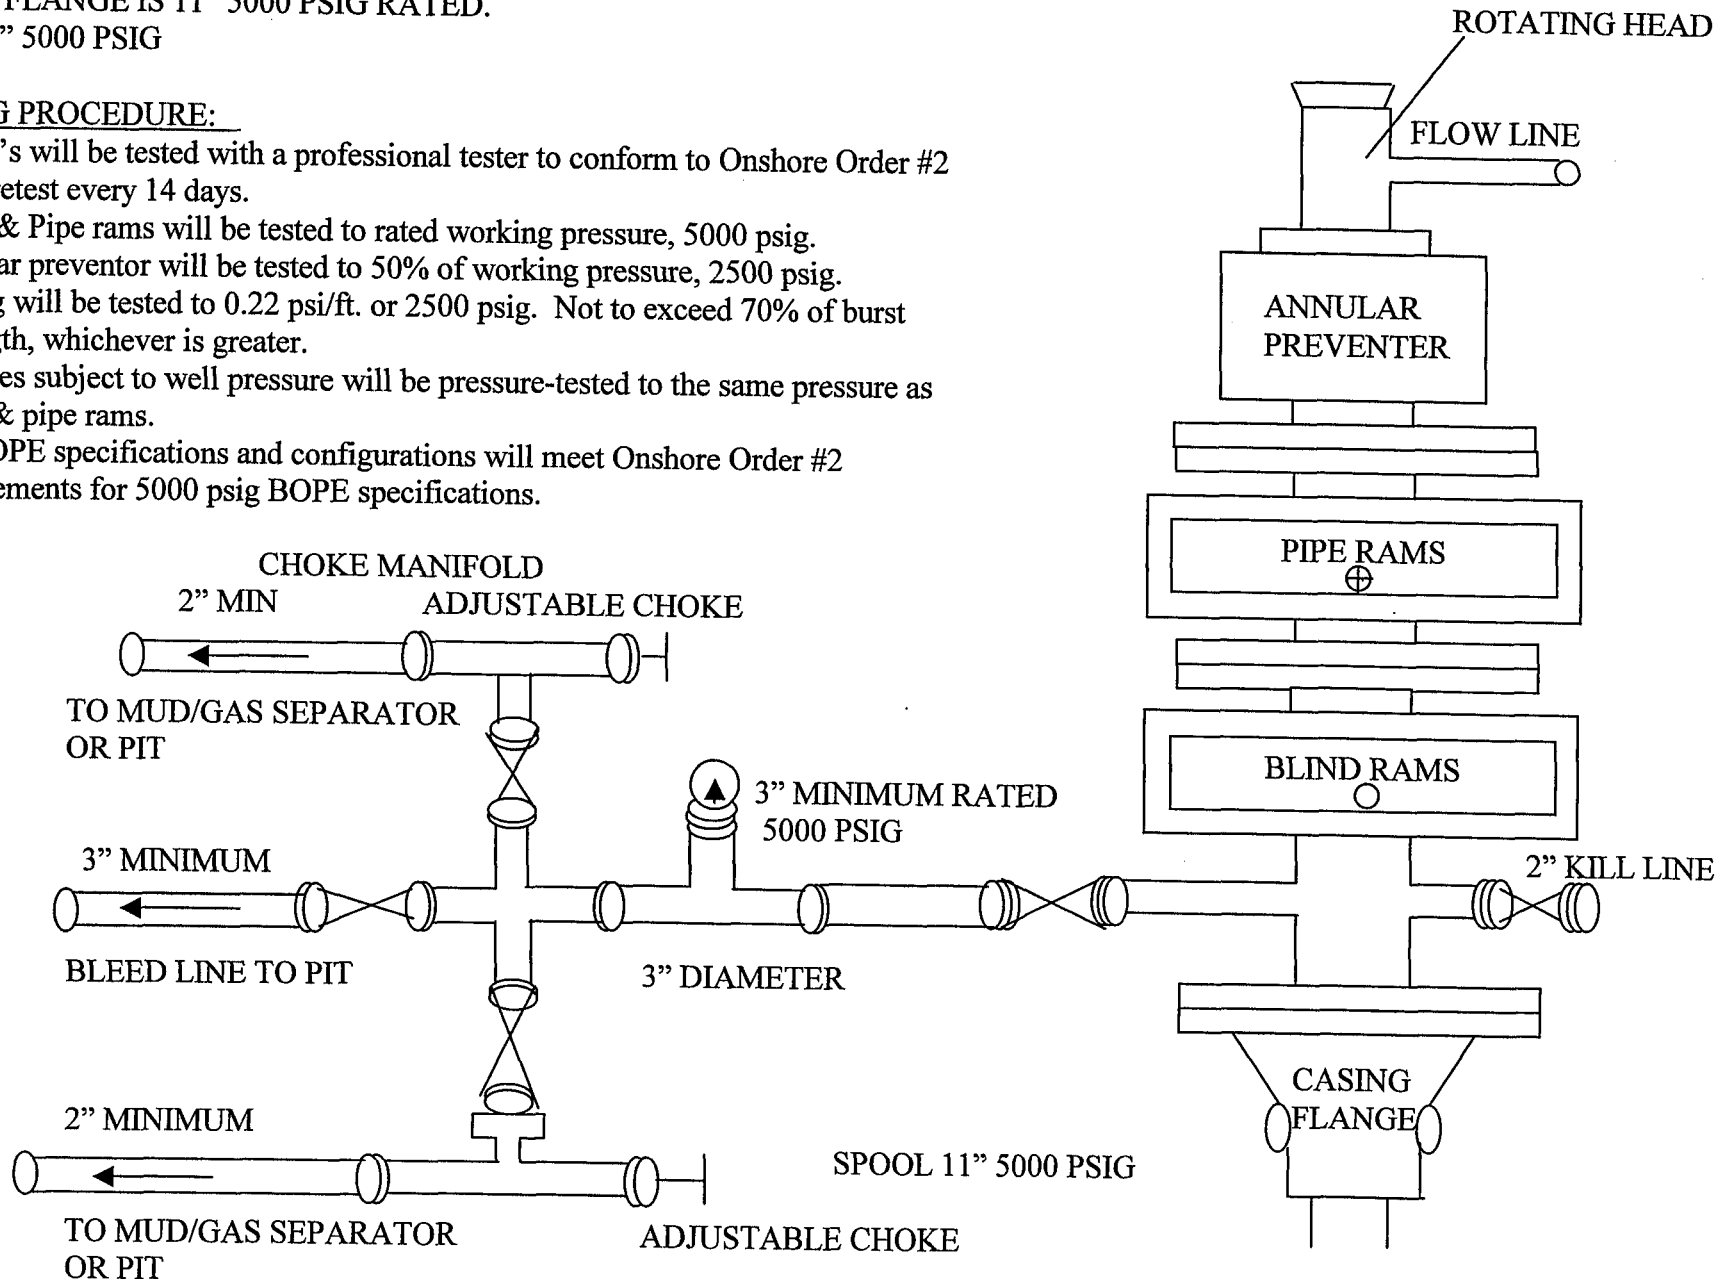 FLANGE IS 11" 5000 PSIG RATED.
" 5000 PSIG
G PROCEDURE:
's will be tested with a professional tester to conform to Onshore Order #2
etest every 14 days.
& Pipe rams will be tested to rated working pressure, 5000 psig.
ar preventor will be tested to 50% of working pressure, 2500 psig.
g will be tested to 0.22 psi/ft. or 2500 psig. Not to exceed 70% of burst
gth, whichever is greater.
es subject to well pressure will be pressure-tested to the same pressure as
& pipe rams.
OPE specifications and configurations will meet Onshore Order #2
ements for 5000 psig BOPE specifications.
ROTATING HEAD
FLOW LINE
ANNULAR
PREVENTER
PIPE RAMS
BLIND RAMS
2" KILL LINE
CASING
FLANGE
CHOKE MANIFOLD
2" MIN
ADJUSTABLE CHOKE
TO MUD/GAS SEPARATOR
OR PIT
3" MINIMUM RATED
5000 PSIG
3" MINIMUM
BLEED LINE TO PIT
3" DIAMETER
2" MINIMUM
SPOOL 11" 5000 PSIG
TO MUD/GAS SEPARATOR
OR PIT
ADJUSTABLE CHOKE